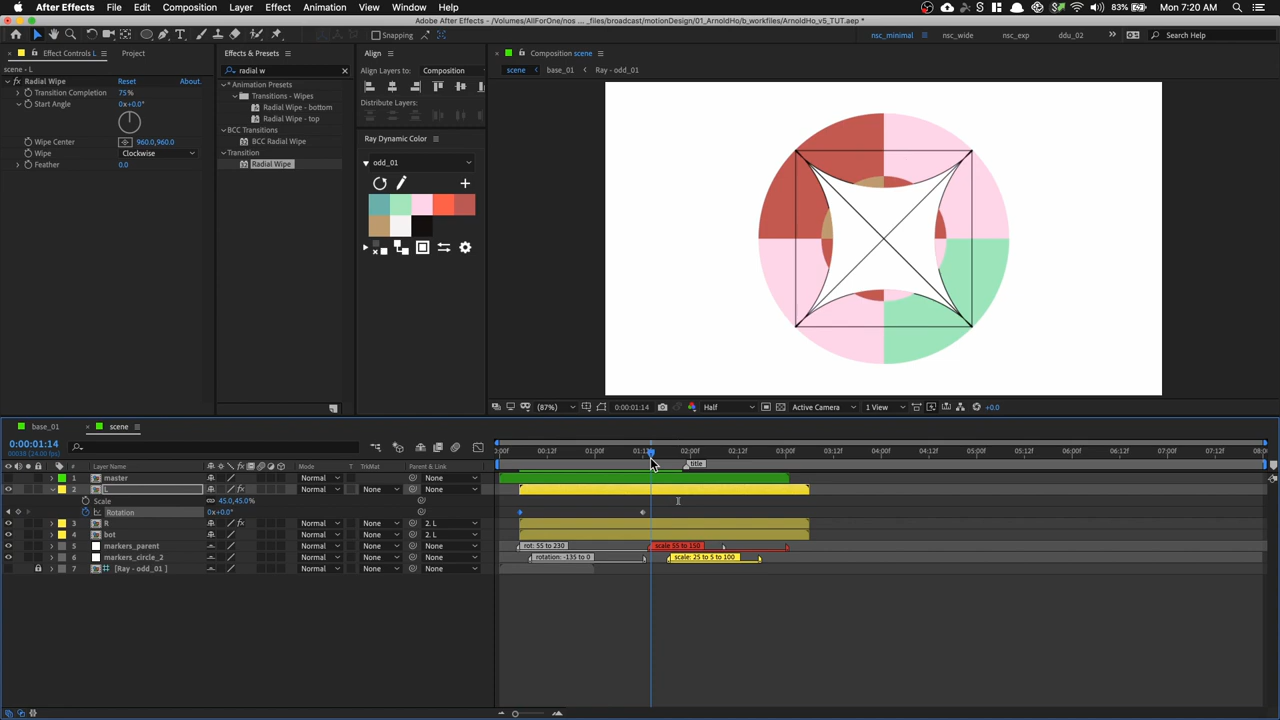 After Effects File Edit Composition Layer Effect Animation View Window Help
83% Mon 7:20 AM
Adobe After Effects - /Volumes/AllForOne/nos _files/broadcast/motionDesign/01_ArnoldHo/b_workfiles/ArnoldHo_v5_TUT.aep *
Snapping nsc_minimal nsc_wide nsc_exp ddu_02 Search Help
Effect Controls L Project
scene - L
Radial Wipe Reset About.
Transition Completion 75%
Start Angle 0x+0.0°
Wipe Center 960.0,960.0
Wipe Clockwise
Feather 0.0
Effects & Presets
radial w
* Animation Presets
Transitions - Wipes
Radial Wipe - bottom
Radial Wipe - top
BCC Transitions
BCC Radial Wipe
Transition
Radial Wipe
Align
Align Layers to: Composition
Distribute Layers:
Ray Dynamic Color
odd_01
Composition scene
scene base_01 Ray - odd_01
(87%) 0:00:01:14 Half Active Camera 1 View +0.0
base_01 scene
0:00:01:14
00038 (24.00 fps)
:00f 00:12f 01:00f 01:12f 02:00f 02:12f 03:00f 03:12f 04:00f 04:12f 05:00f 05:12f 06:00f 06:12f 07:00f 07:12f 08:0
title
# Layer Name Mode T TrkMat Parent & Link
1 master Normal None
2 L Normal None None
Scale 45.0,45.0%
Rotation 0x+0.0°
3 R Normal None 2. L
4 bot Normal None 2. L
5 markers_parent Normal None None
rot: 55 to 230 scale 55 to 150
6 markers_circle_2 Normal None None
rotation: -135 to 0 scale: 25 to 5 to 100
7 [Ray - odd_01 ] Normal None None